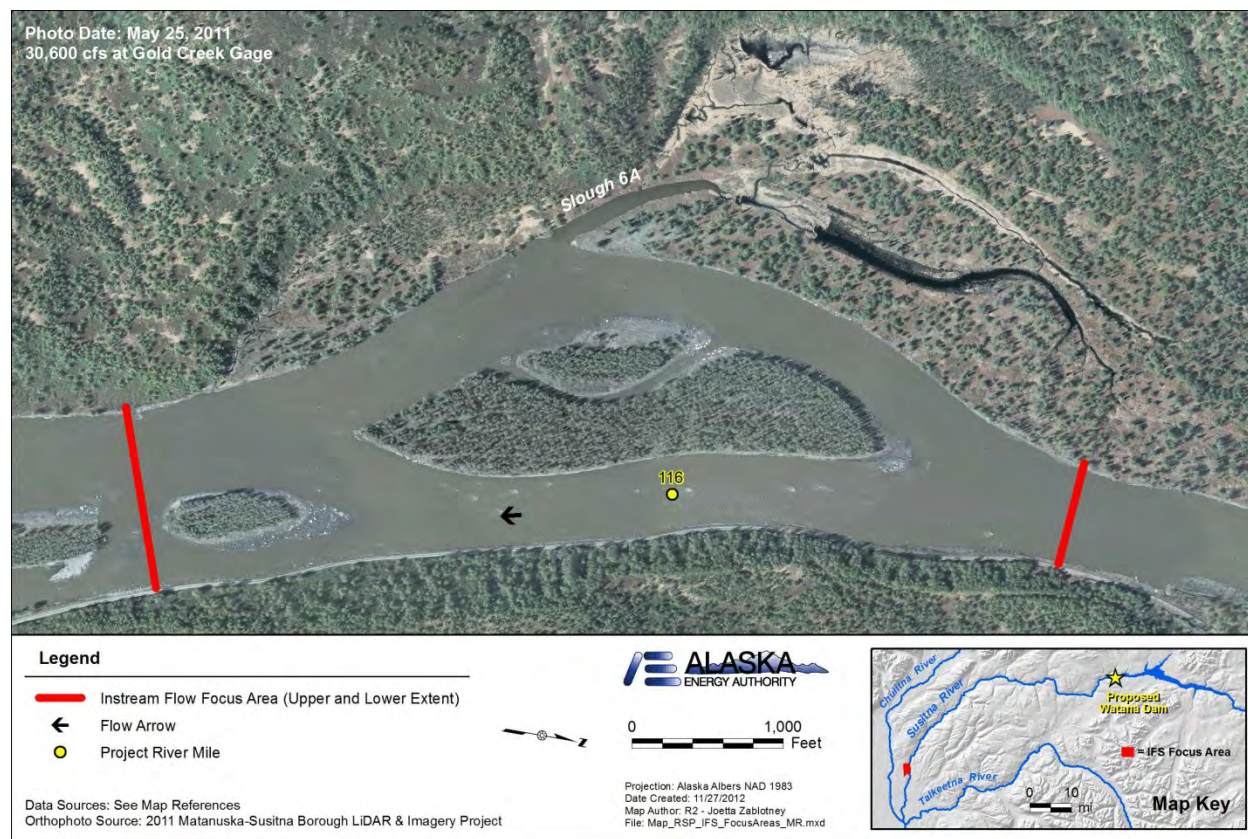 Photo Date: May 25, 2011
30,600 cfs at Gold Creek Gage
Slough 6A
116
Legend
Instream Flow Focus Area (Upper and Lower Extent)
Flow Arrow
Project River Mile
Data Sources: See Map References
Orthophoto Source: 2011 Matanuska-Susitna Borough LiDAR & Imagery Project
N
ALASKA
ENERGY AUTHORITY
0 1,000
Feet
Projection: Alaska Albers NAD 1983
Date Created: 11/27/2012
Map Author: R2 - Joetta Zablotney
File: Map_RSP_IFS_FocusAreas_MR.mxd
Chulitna River
Susitna River
Proposed
Watana Dam
= IFS Focus Area
Talkeetna River
0 10
mi
Map Key